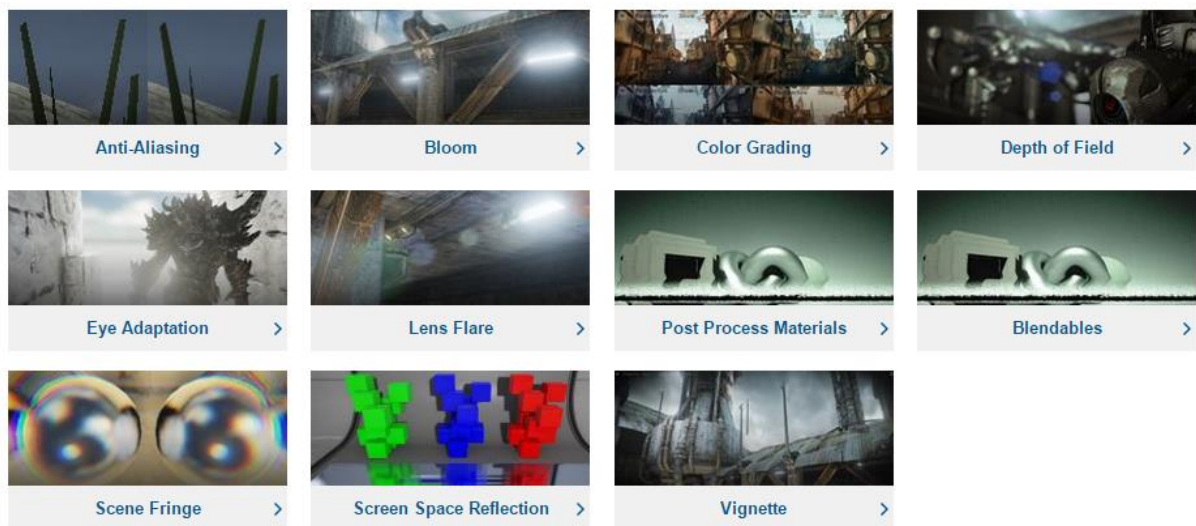 Anti-Aliasing
Bloom
Color Grading
Depth of Field
Eye Adaptation
Lens Flare
Post Process Materials
Blendables
Scene Fringe
Screen Space Reflection
Vignette